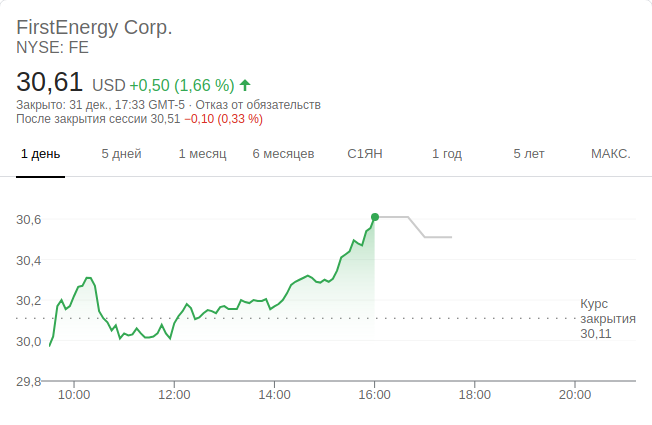 FirstEnergy Corp.
NYSE: FE
30,61 USD +0,50 (1,66 %)
Закрыто: 31 дек., 17:33 GMT-5 · Отказ от обязательств
После закрытия сессии 30,51 −0,10 (0,33 %)
1 день 5 дней 1 месяц 6 месяцев С1ЯН 1 год 5 лет МАКС.
30,6
30,4
30,2
30,0
29,8
Курс
закрытия
30,11
10:00 12:00 14:00 16:00 18:00 20:00